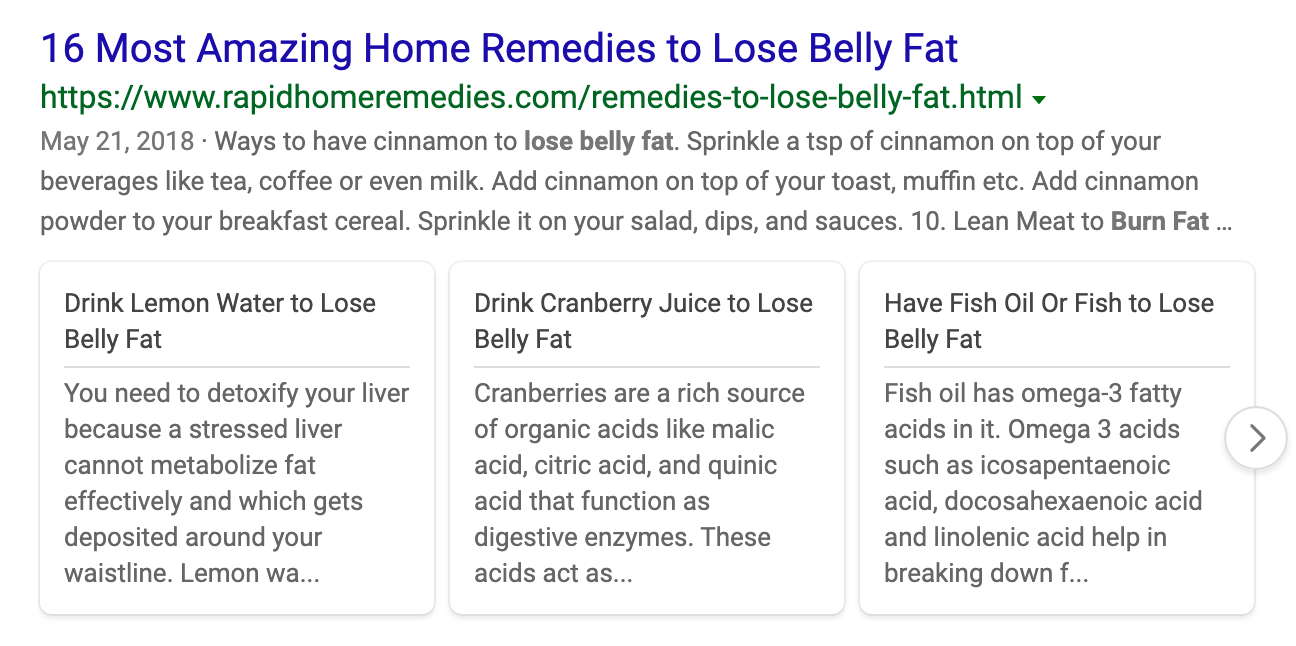 16 Most Amazing Home Remedies to Lose Belly Fat
https://www.rapidhomeremedies.com/remedies-to-lose-belly-fat.html
May 21, 2018 · Ways to have cinnamon to lose belly fat. Sprinkle a tsp of cinnamon on top of your
beverages like tea, coffee or even milk. Add cinnamon on top of your toast, muffin etc. Add cinnamon
powder to your breakfast cereal. Sprinkle it on your salad, dips, and sauces. 10. Lean Meat to Burn Fat ...
Drink Lemon Water to Lose
Belly Fat
You need to detoxify your liver
because a stressed liver
cannot metabolize fat
effectively and which gets
deposited around your
waistline. Lemon wa...
Drink Cranberry Juice to Lose
Belly Fat
Cranberries are a rich source
of organic acids like malic
acid, citric acid, and quinic
acid that function as
digestive enzymes. These
acids act as...
Have Fish Oil Or Fish to Lose
Belly Fat
Fish oil has omega-3 fatty
acids in it. Omega 3 acids
such as icosapentaenoic
acid, docosahexaenoic acid
and linolenic acid help in
breaking down f...